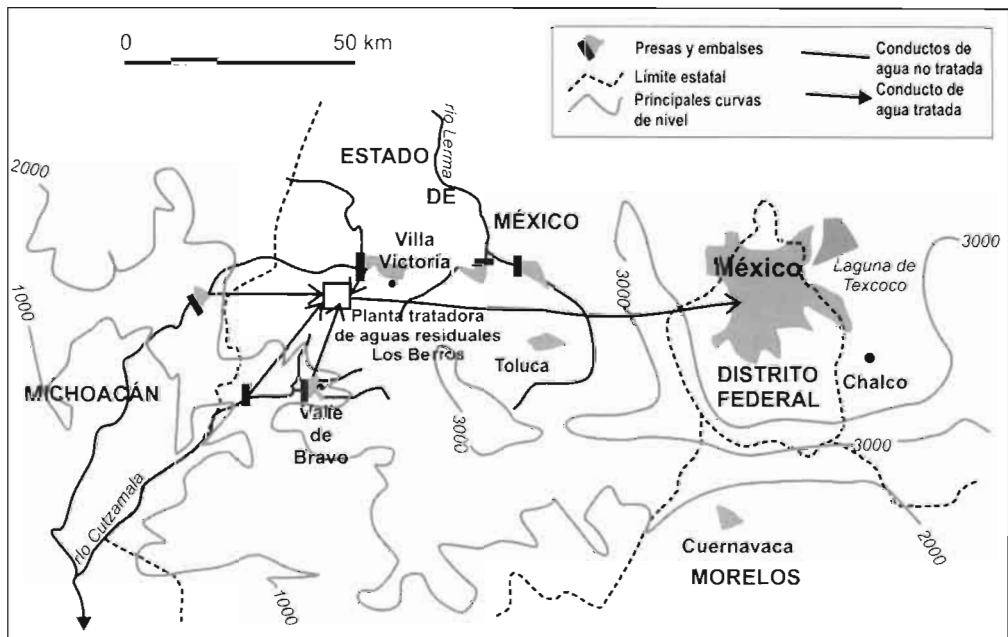 0 50 km
Presas y embalses
Límite estatal
Principales curvas
de nivel
Conductos de
agua no tratada
Conducto de
agua tratada
2000
1000
ESTADO
DE
MÉXICO
río Lerma
Villa
Victoría
Planta tratadora
de aguas residuales
Los Berros
Toluca
3000
México
Laguna de
Texcoco
3000
MICHOACÁN
Valle
de
Bravo
3000
DISTRITO
FEDERAL
Chalco
3000
río Cutzamala
1000
Cuernavaca
MORELOS
2000